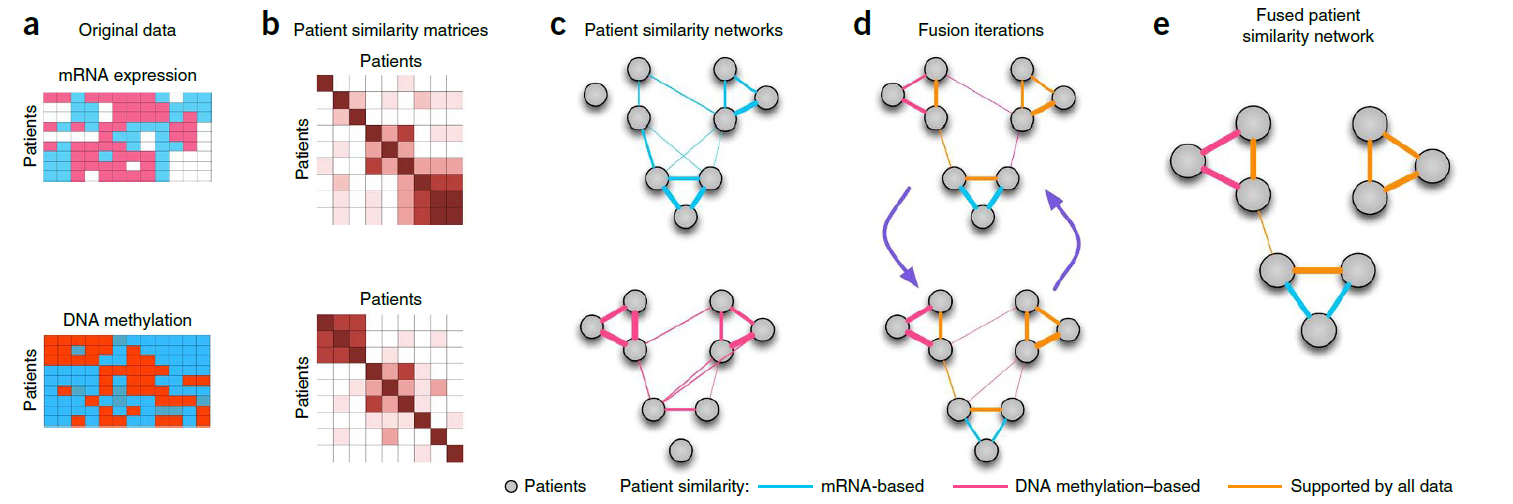 a
Original data
mRNA expression
Patients
DNA methylation
Patients
b
Patient similarity matrices
Patients
Patients
Patients
Patients
c
Patient similarity networks
d
Fusion iterations
e
Fused patient
similarity network
Patients
Patient similarity:
mRNA-based
DNA methylation–based
Supported by all data